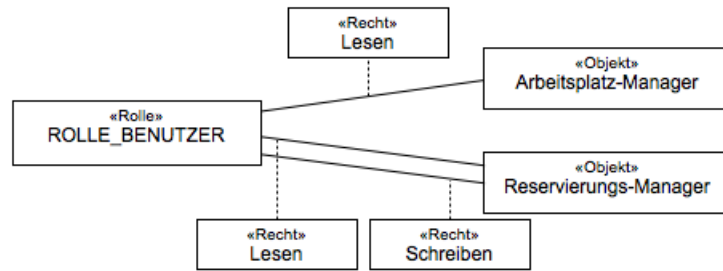 «Recht»
Lesen
«Objekt»
Arbeitsplatz-Manager
«Rolle»
ROLLE_BENUTZER
«Objekt»
Reservierungs-Manager
«Recht»
Lesen
«Recht»
Schreiben